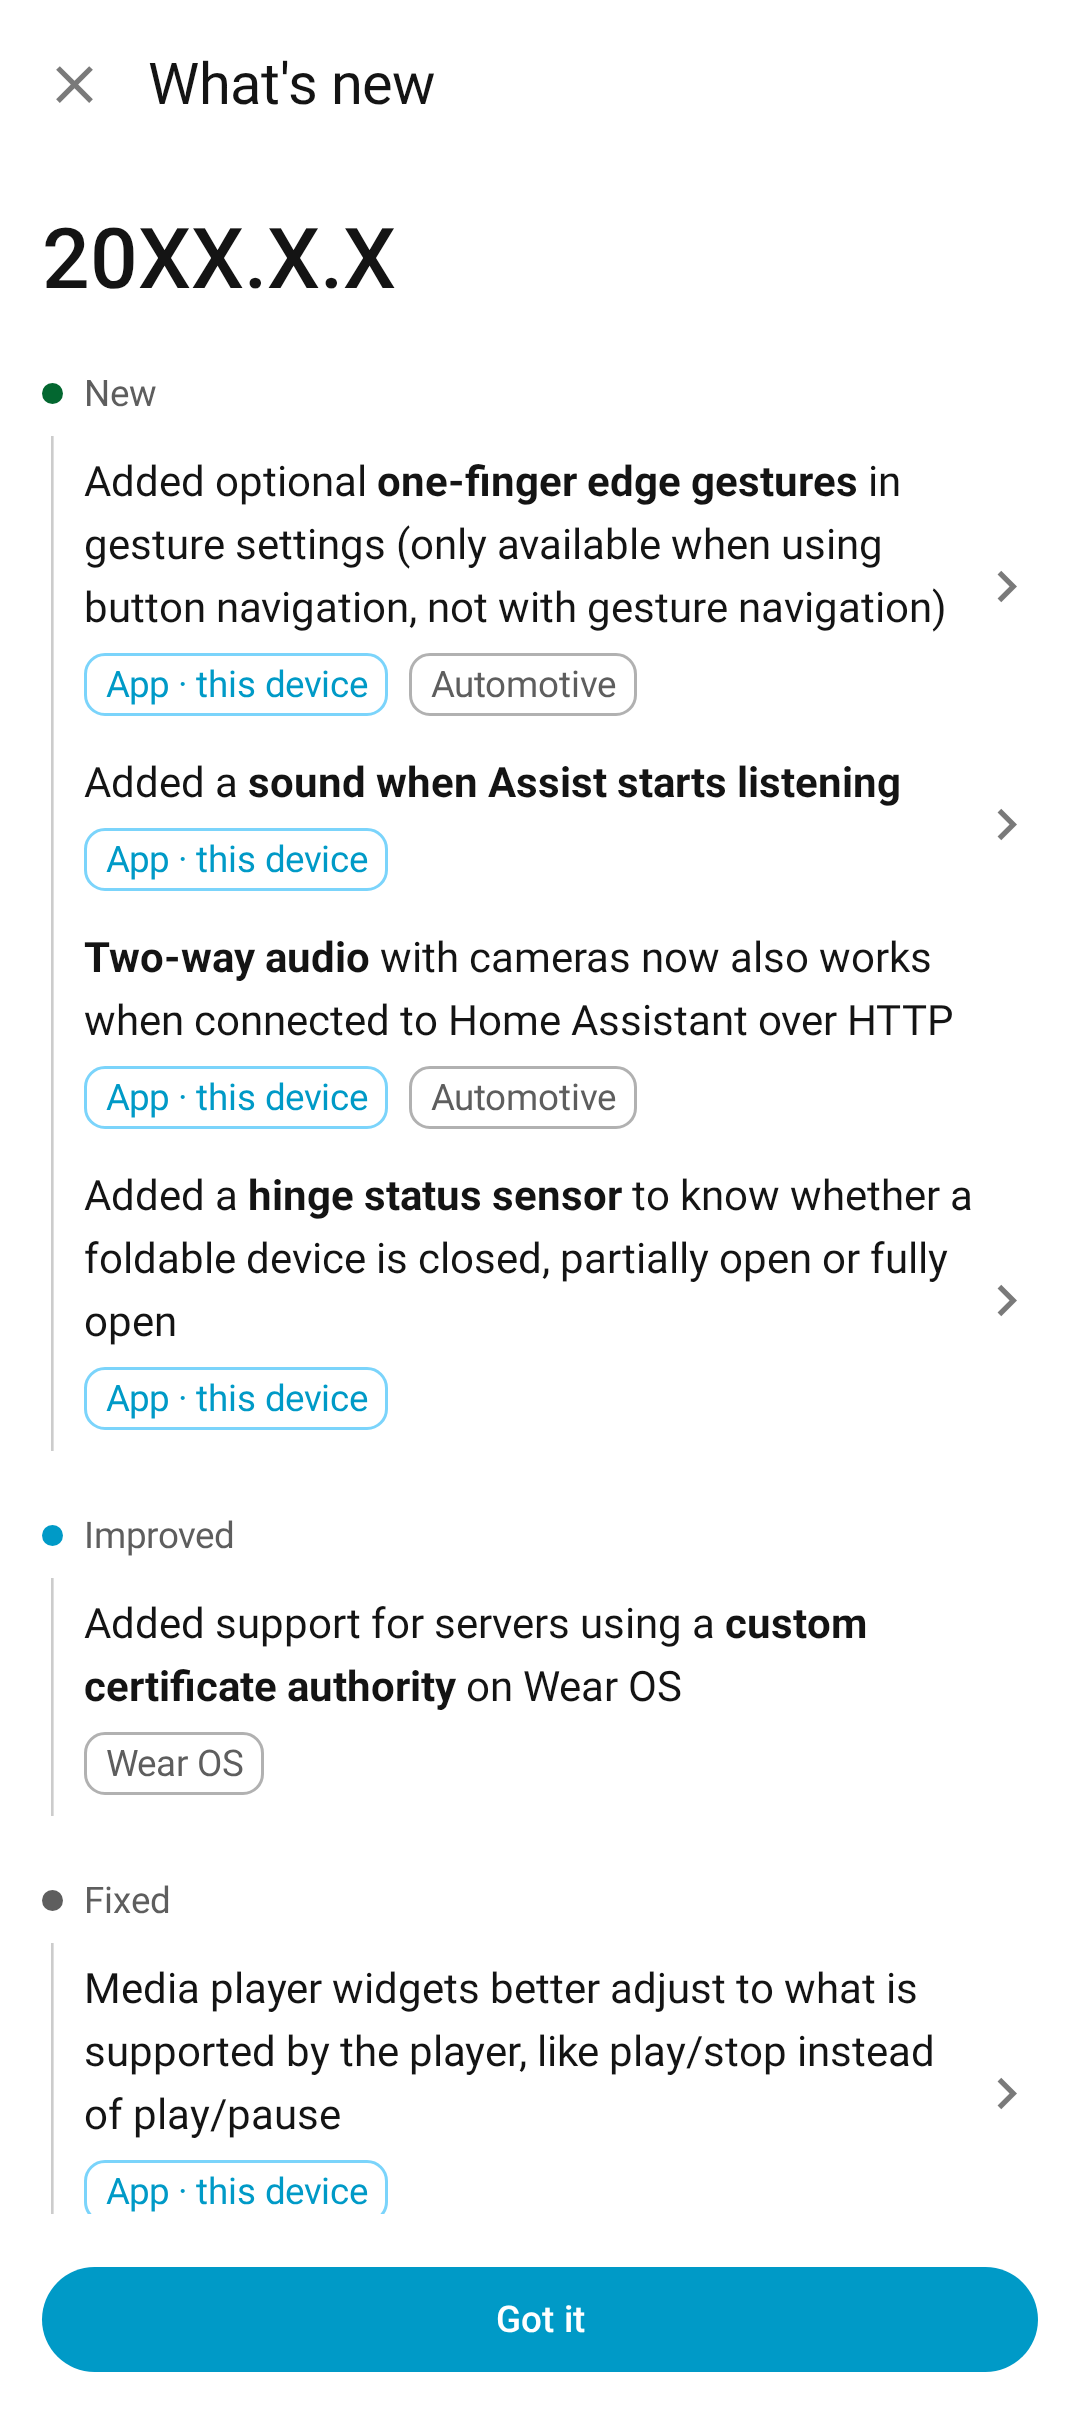 What's new
20XX.X.X
New
Added optional one-finger edge gestures in
gesture settings (only available when using
button navigation, not with gesture navigation)
App · this device
Automotive
Added a sound when Assist starts listening
App · this device
Two-way audio with cameras now also works
when connected to Home Assistant over HTTP
App · this device
Automotive
Added a hinge status sensor to know whether a
foldable device is closed, partially open or fully
open
App · this device
Improved
Added support for servers using a custom
certificate authority on Wear OS
Wear OS
Fixed
Media player widgets better adjust to what is
supported by the player, like play/stop instead
of play/pause
App · this device
Got it